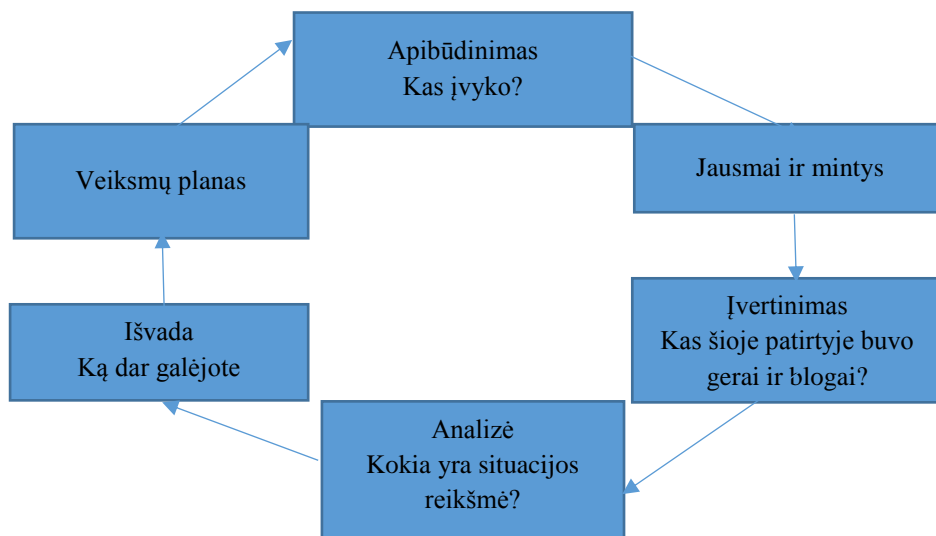 Apibūdinimas
Kas įvyko?
Jausmai ir mintys
Įvertinimas
Kas šioje patirtyje buvo
gerai ir blogai?
Analizė
Kokia yra situacijos
reikšmė?
Išvada
Ką dar galėjote
Veiksmų planas